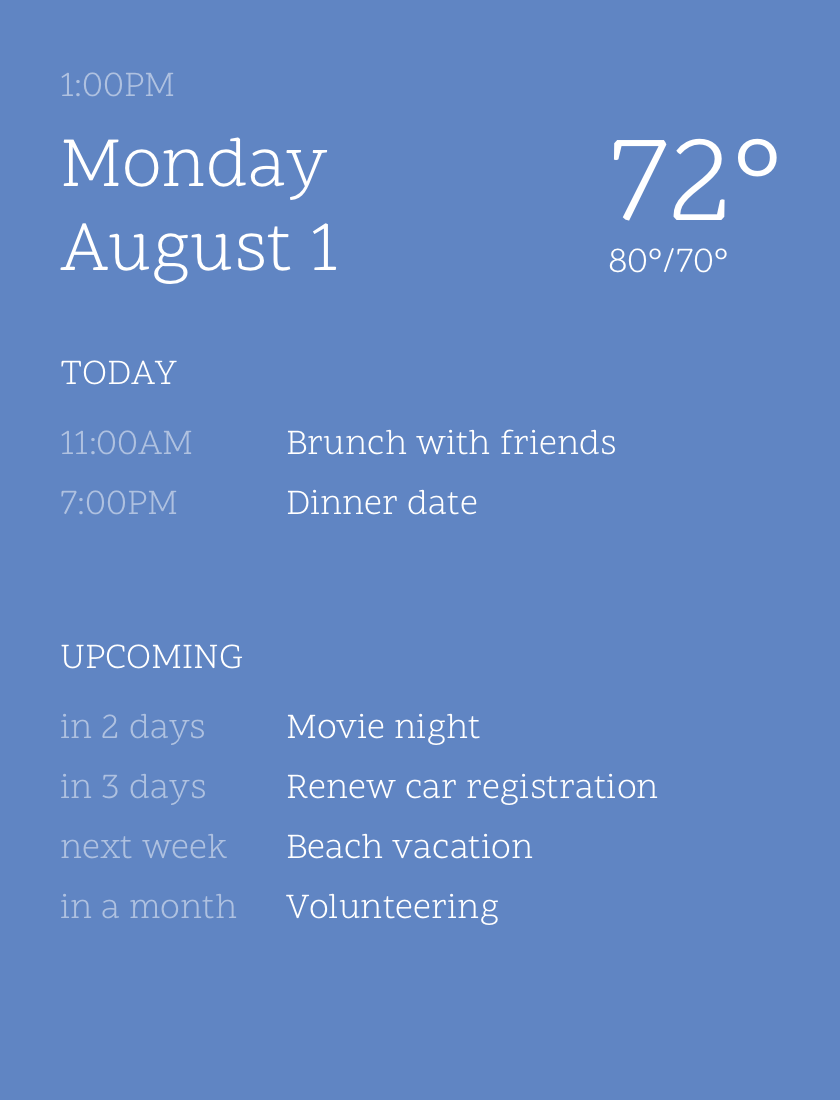 1:00PM
Monday
August 1
72°
80°/70°
TODAY
11:00AM Brunch with friends
7:00PM Dinner date
UPCOMING
in 2 days Movie night
in 3 days Renew car registration
next week Beach vacation
in a month Volunteering